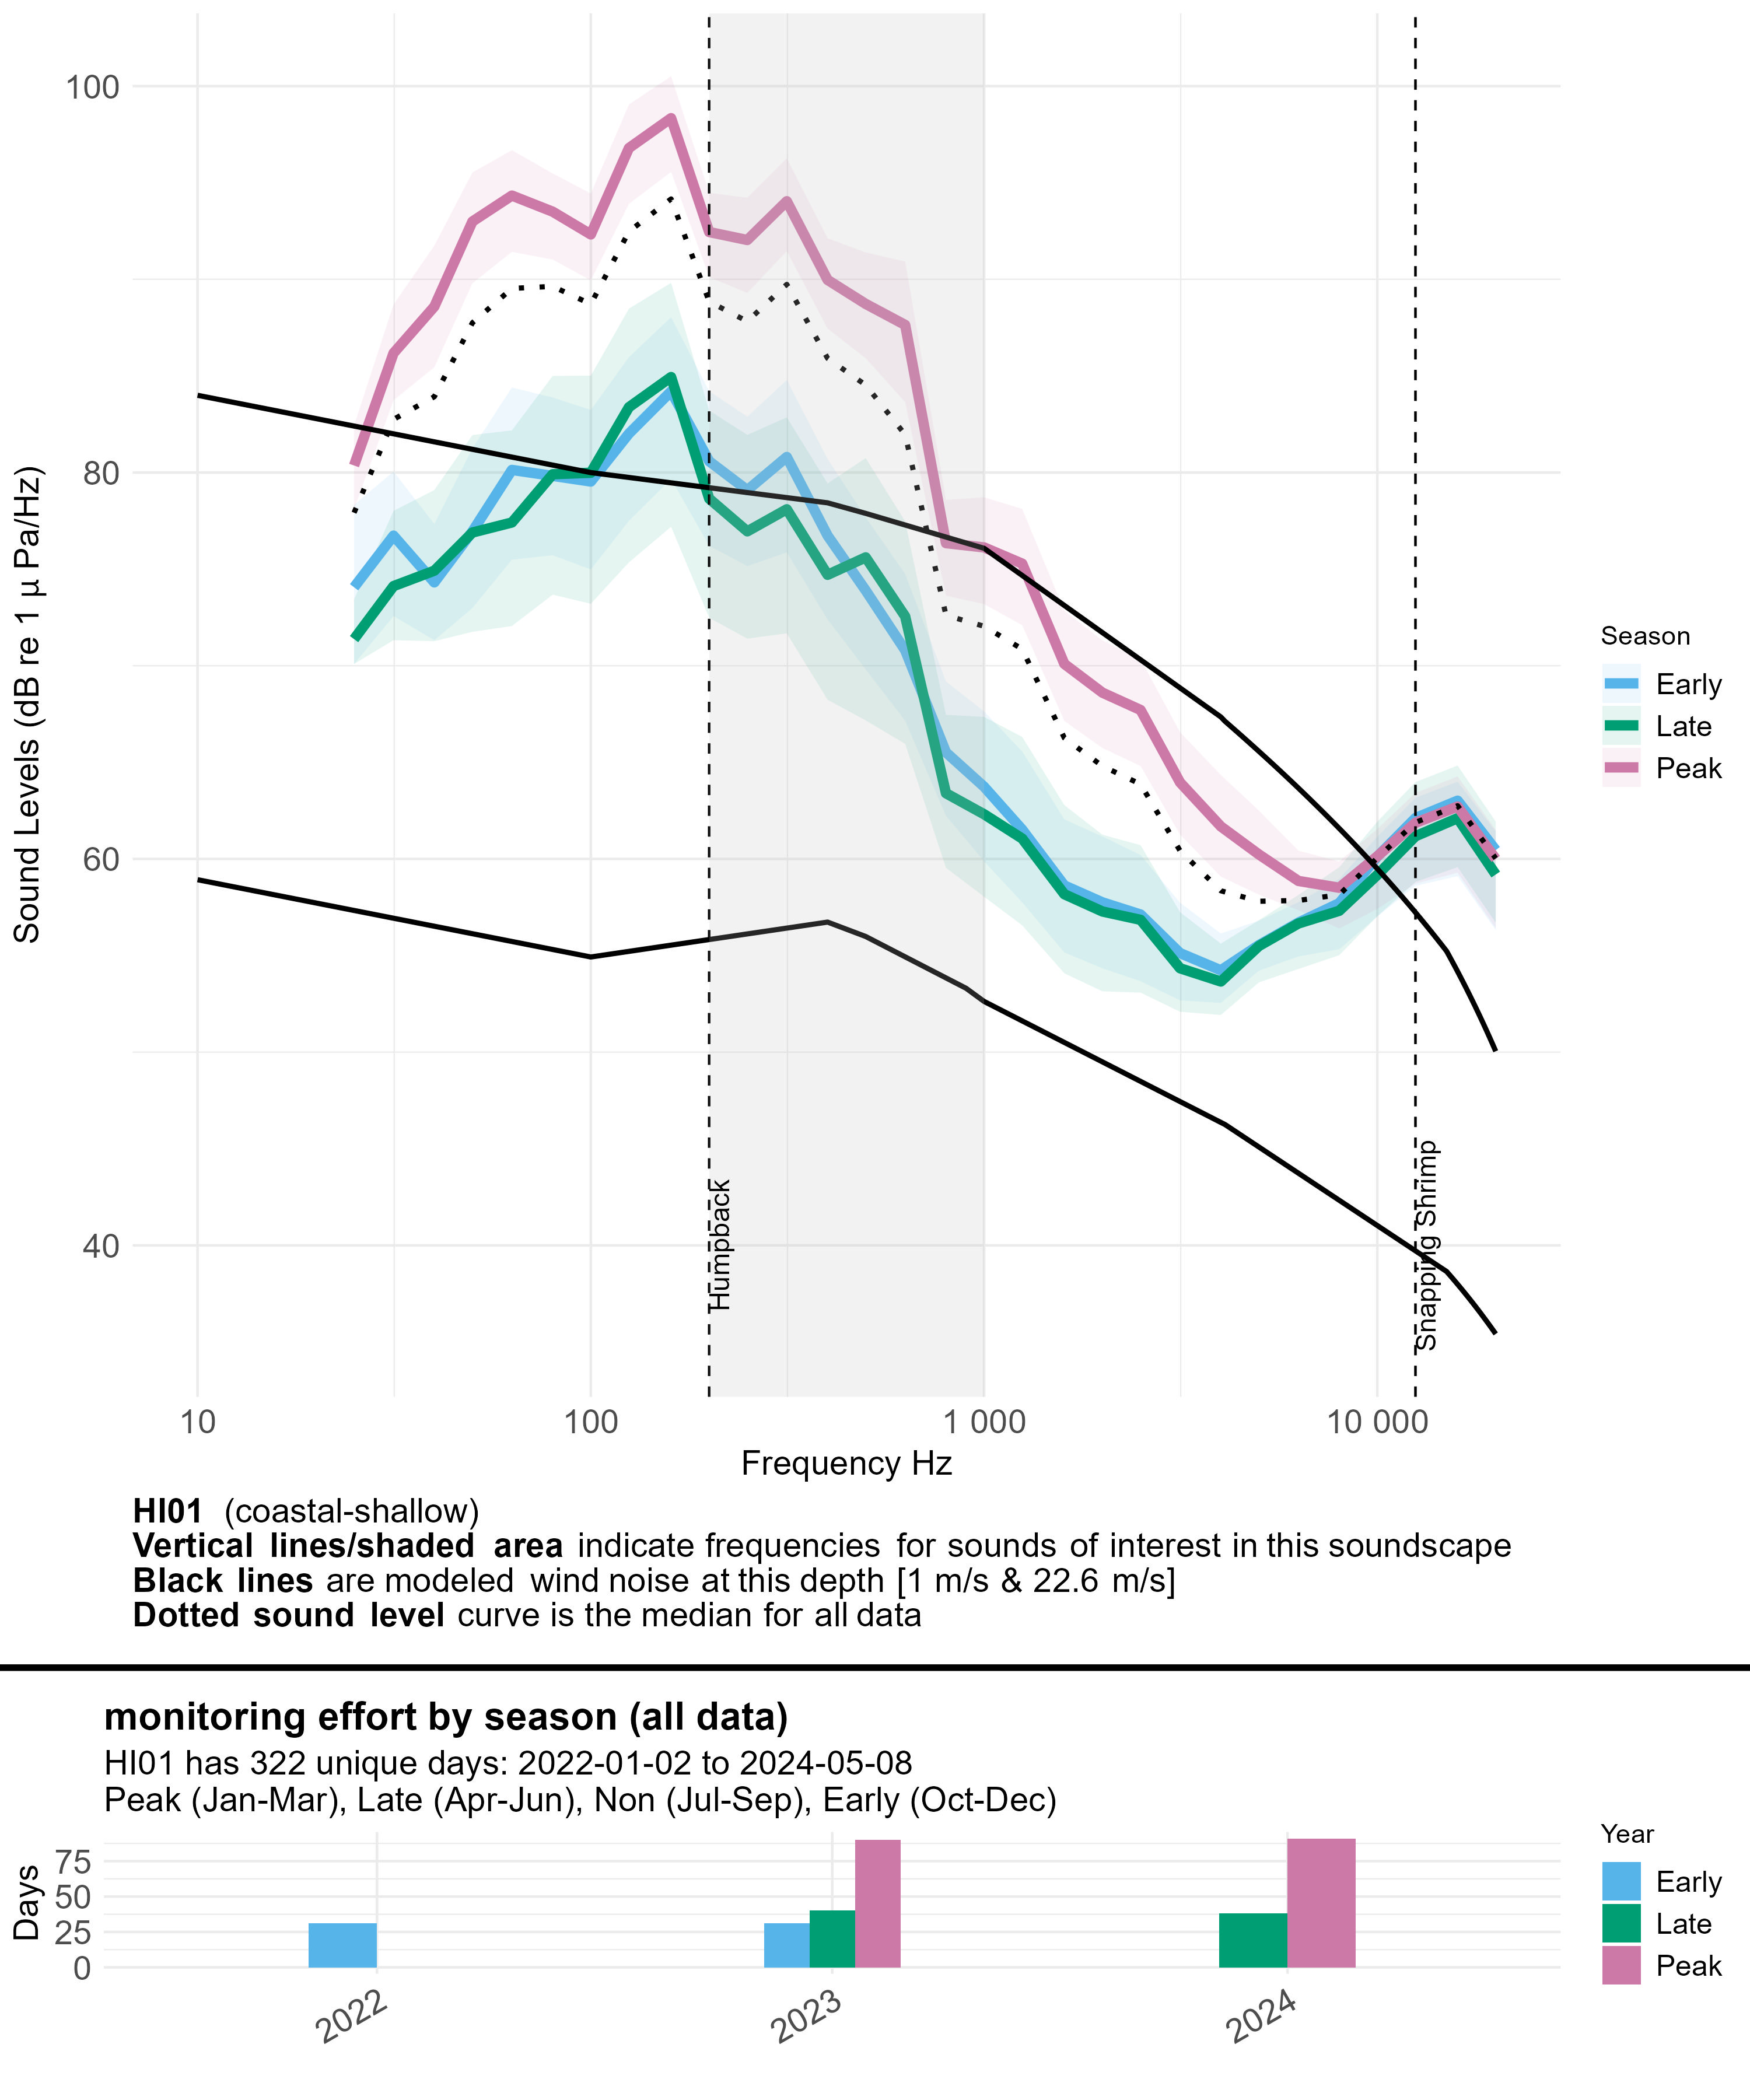 100
80
60
40
Sound Levels (dB re 1 µ Pa/Hz)
Humpback
Snapping Shrimp
10
100
1 000
10 000
Frequency Hz
Season
Early
Late
Peak
HI01 (coastal-shallow)
Vertical lines/shaded area indicate frequencies for sounds of interest in this soundscape
Black lines are modeled wind noise at this depth [1 m/s & 22.6 m/s]
Dotted sound level curve is the median for all data
monitoring effort by season (all data)
HI01 has 322 unique days: 2022-01-02 to 2024-05-08
Peak (Jan-Mar), Late (Apr-Jun), Non (Jul-Sep), Early (Oct-Dec)
75
50
25
0
Days
2022
2023
2024
Year
Early
Late
Peak